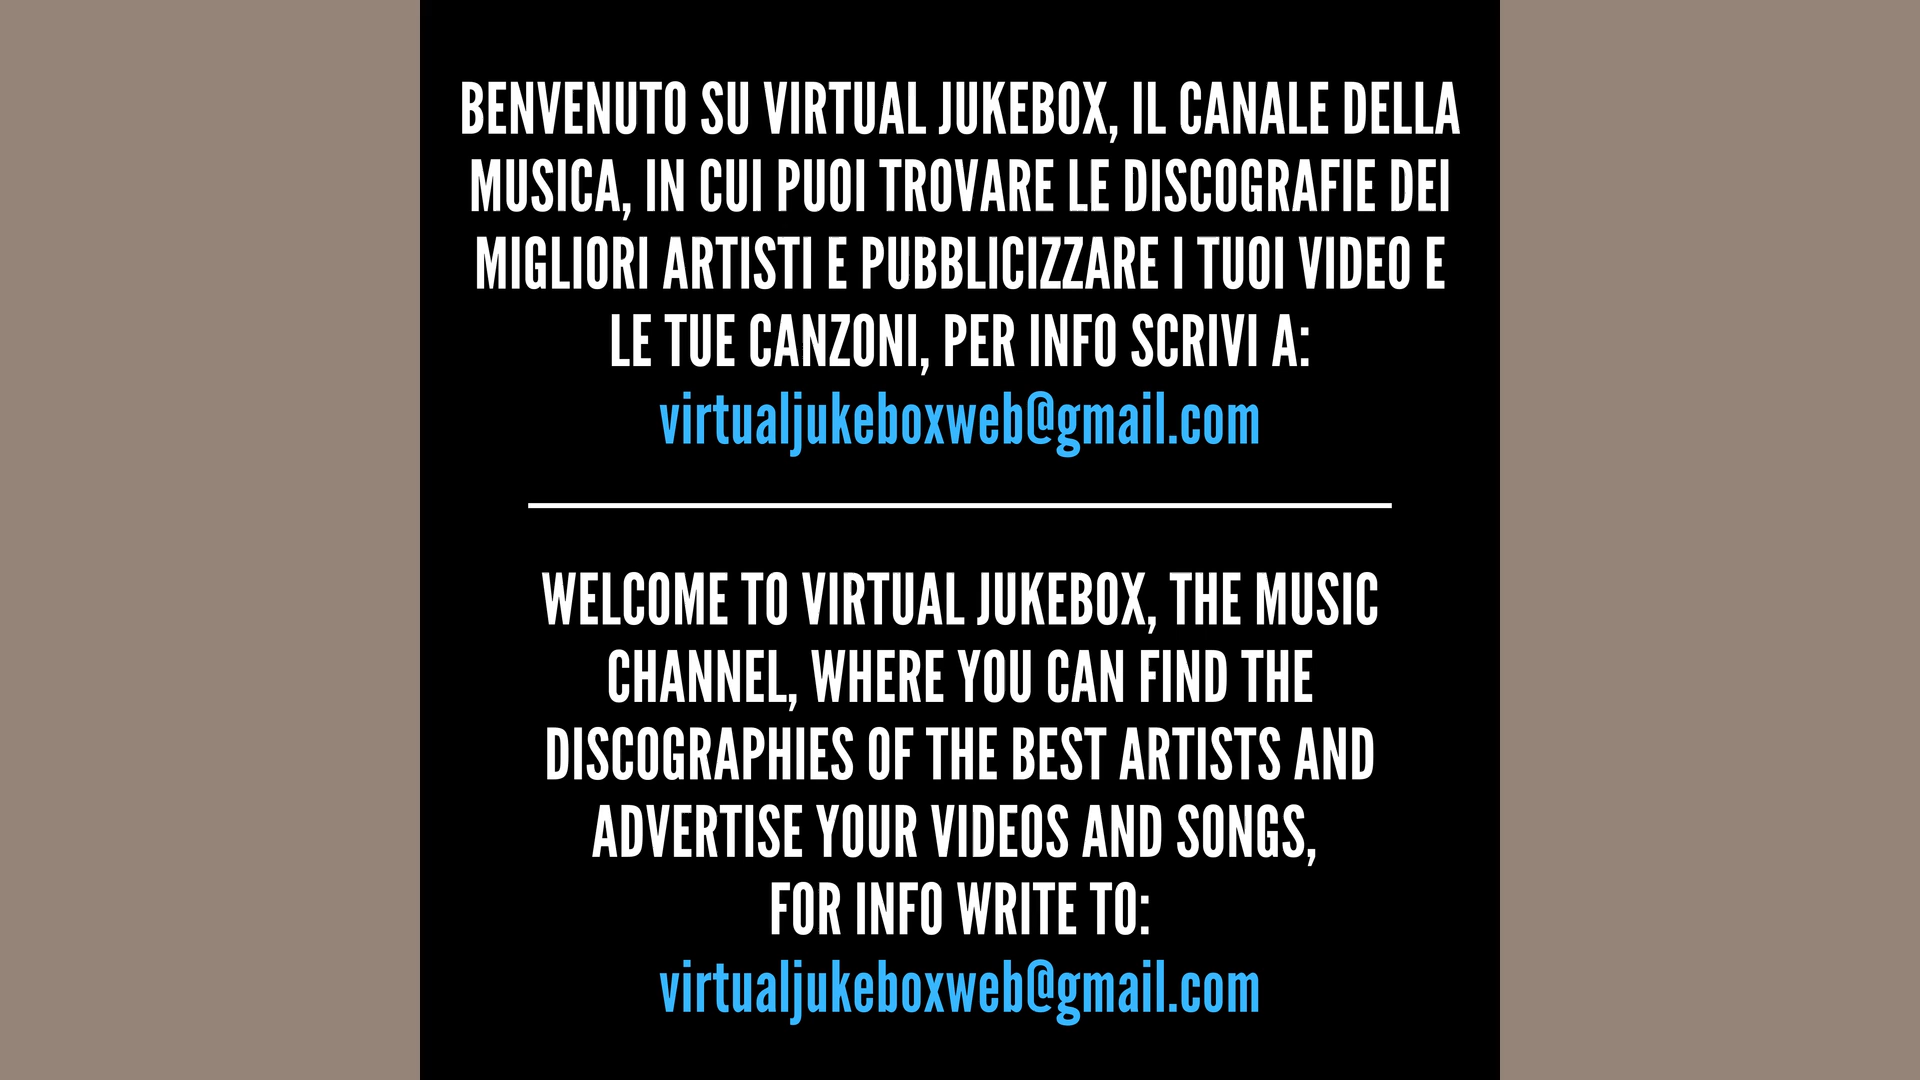 BENVENUTO SU VIRTUAL JUKEBOX, IL CANALE DELLA
MUSICA, IN CUI PUOI TROVARE LE DISCOGRAFIE DEI
MIGLIORI ARTISTI E PUBBLICIZZARE I TUOI VIDEO E
LE TUE CANZONI, PER INFO SCRIVI A:
virtualjukeboxweb@gmail.com
WELCOME TO VIRTUAL JUKEBOX, THE MUSIC
CHANNEL, WHERE YOU CAN FIND THE
DISCOGRAPHIES OF THE BEST ARTISTS AND
ADVERTISE YOUR VIDEOS AND SONGS,
FOR INFO WRITE TO:
virtualjukeboxweb@gmail.com